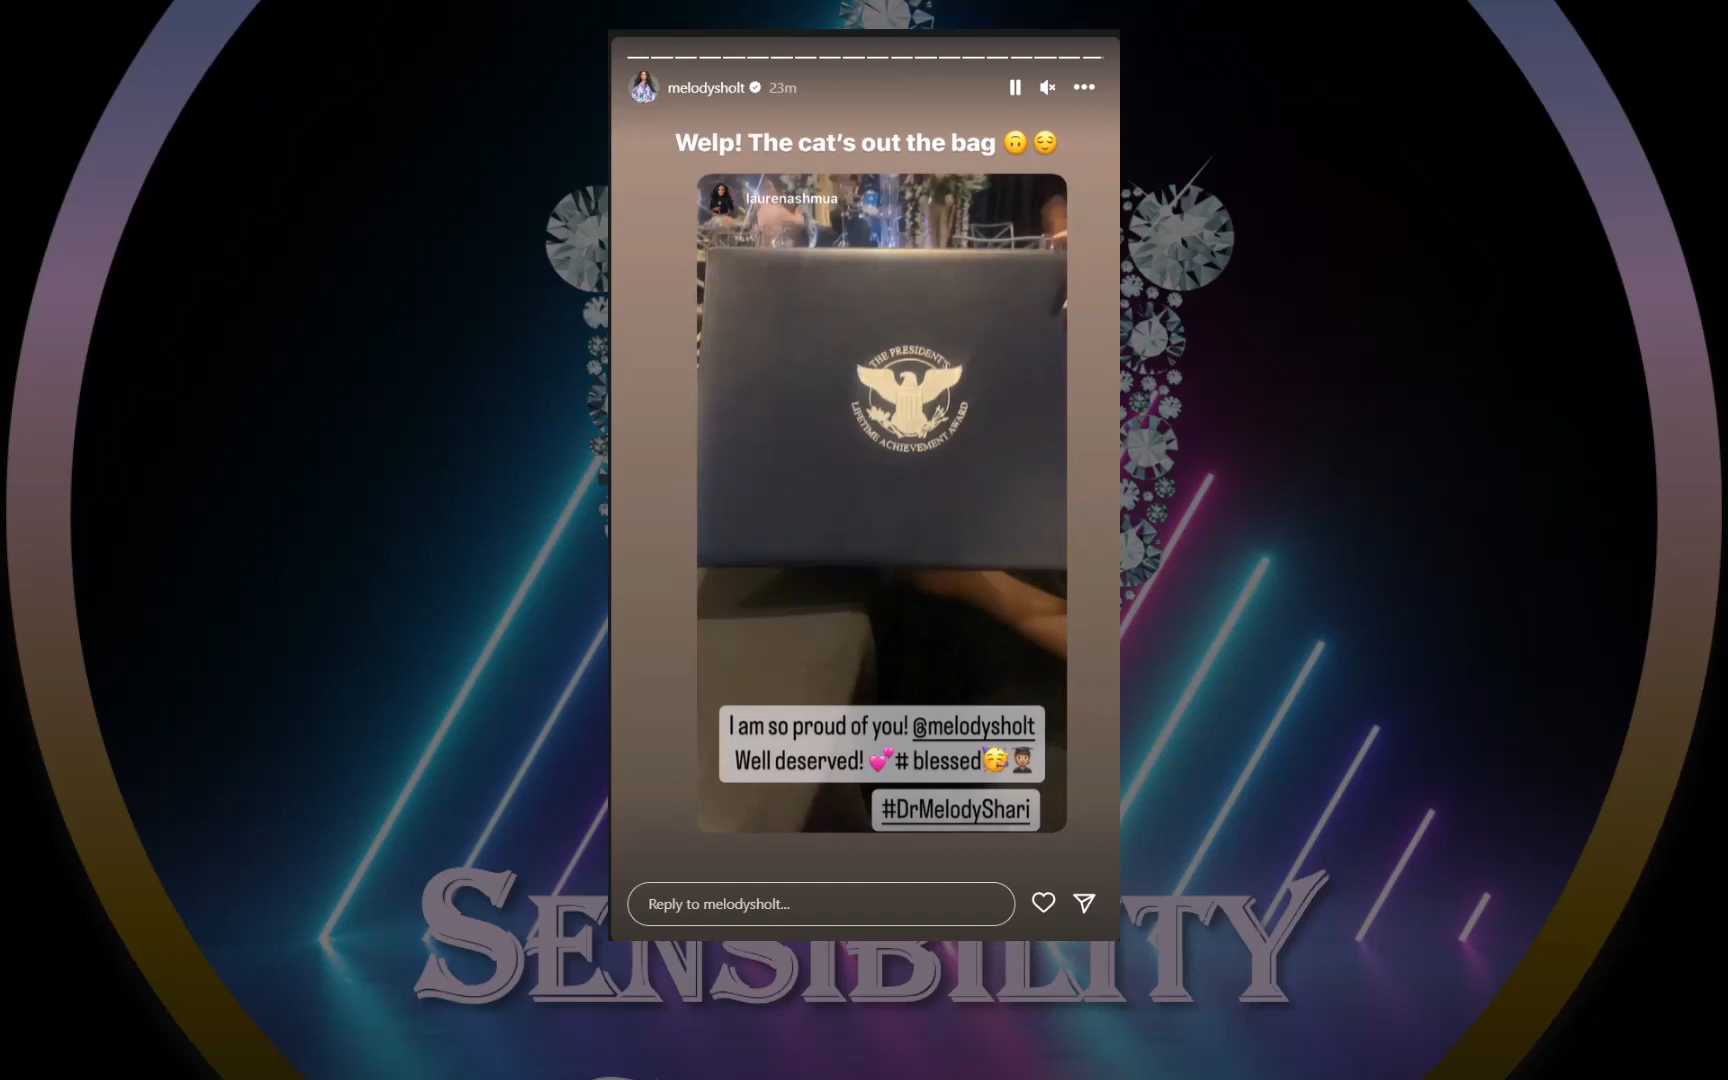 melodysholt 23m
Welp! The cat's out the bag 🙃😌
laurenashmua
THE PRESIDENT'S
LIFETIME ACHIEVEMENT AWARD
I am so proud of you! @melodysholt
Well deserved! 💕# blessed🥳👨🏽‍🎓
#DrMelodyShari
Reply to melodysholt...
SENSIBILITY